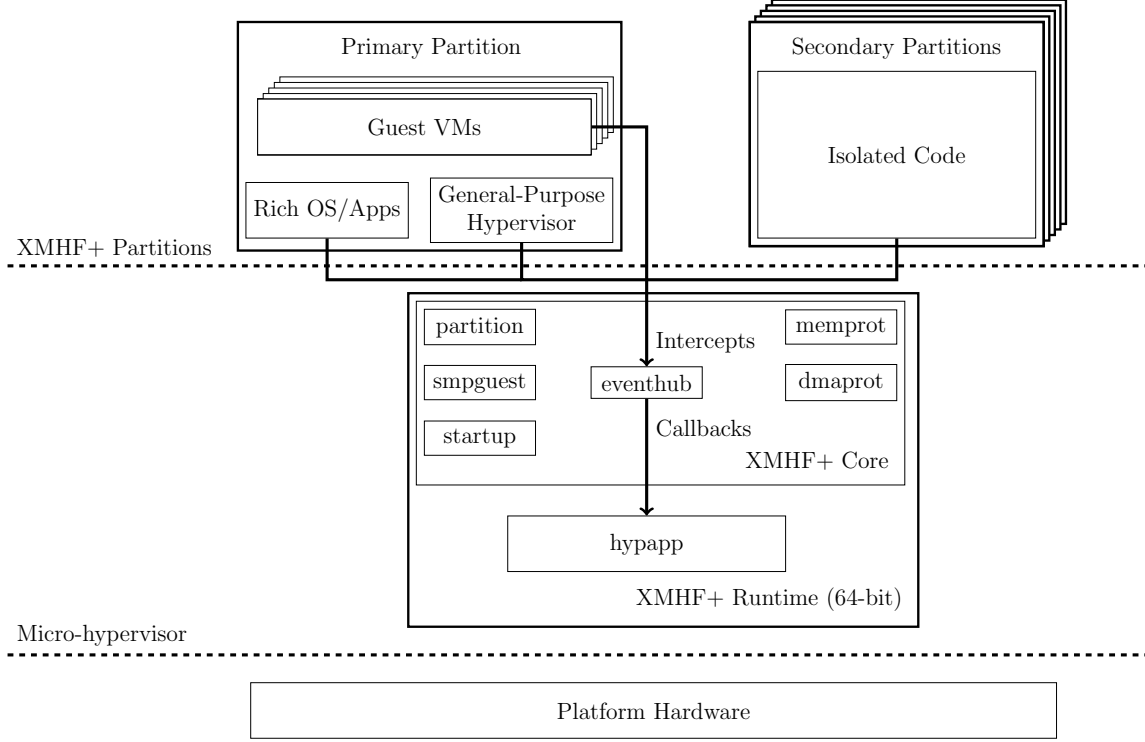 Primary Partition
Secondary Partitions
Guest VMs
Isolated Code
Rich OS/Apps
General-Purpose
Hypervisor
XMHF+ Partitions
partition
memprot
Intercepts
smpguest
eventhub
dmaprot
startup
Callbacks
XMHF+ Core
hypapp
XMHF+ Runtime (64-bit)
Micro-hypervisor
Platform Hardware